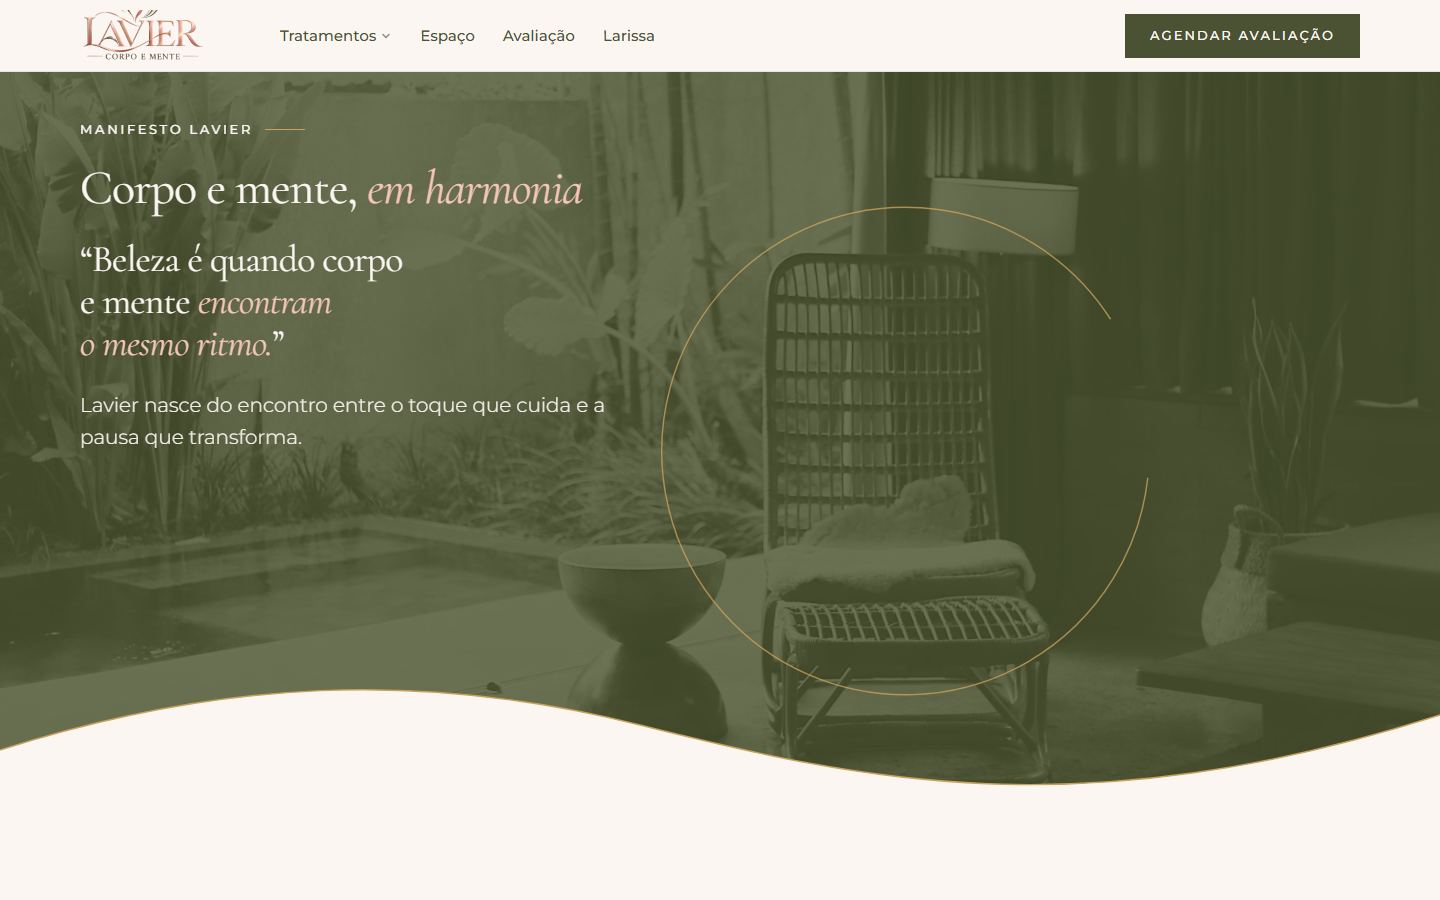 LAVIER
CORPO E MENTE
Tratamentos
Espaço
Avaliação
Larissa
AGENDAR AVALIAÇÃO
MANIFESTO LAVIER
Corpo e mente, em harmonia
“Beleza é quando corpo
e mente encontram
o mesmo ritmo.”
Lavier nasce do encontro entre o toque que cuida e a
pausa que transforma.